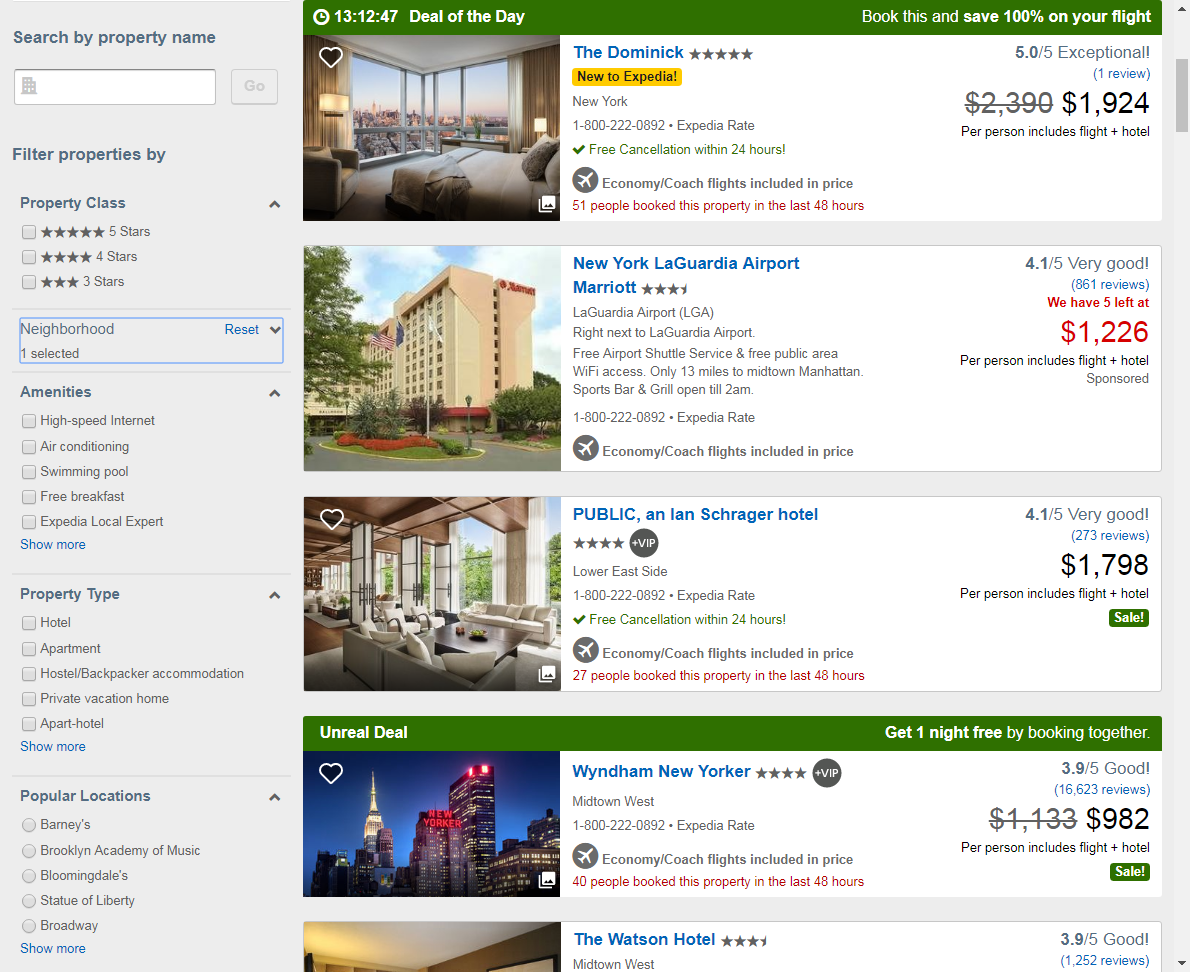 Search by property name
Go
Filter properties by
Property Class
5 Stars
4 Stars
3 Stars
Neighborhood Reset
1 selected
Amenities
High-speed Internet
Air conditioning
Swimming pool
Free breakfast
Expedia Local Expert
Show more
Property Type
Hotel
Apartment
Hostel/Backpacker accommodation
Private vacation home
Apart-hotel
Show more
Popular Locations
Barney's
Brooklyn Academy of Music
Bloomingdale's
Statue of Liberty
Broadway
Show more
13:12:47 Deal of the Day
Book this and save 100% on your flight
The Dominick
New to Expedia!
New York
1-800-222-0892 • Expedia Rate
Free Cancellation within 24 hours!
Economy/Coach flights included in price
51 people booked this property in the last 48 hours
5.0/5 Exceptional!
(1 review)
$2,390 $1,924
Per person includes flight + hotel
Marriott
New York LaGuardia Airport
Marriott
LaGuardia Airport (LGA)
Right next to LaGuardia Airport.
Free Airport Shuttle Service & free public area
WiFi access. Only 13 miles to midtown Manhattan.
Sports Bar & Grill open till 2am.
1-800-222-0892 • Expedia Rate
Economy/Coach flights included in price
4.1/5 Very good!
(861 reviews)
We have 5 left at
$1,226
Per person includes flight + hotel
Sponsored
PUBLIC, an Ian Schrager hotel
+VIP
Lower East Side
1-800-222-0892 • Expedia Rate
Free Cancellation within 24 hours!
Economy/Coach flights included in price
27 people booked this property in the last 48 hours
4.1/5 Very good!
(273 reviews)
$1,798
Per person includes flight + hotel
Sale!
Unreal Deal
Get 1 night free by booking together.
NEW
YORKER
Wyndham New Yorker +VIP
Midtown West
1-800-222-0892 • Expedia Rate
Economy/Coach flights included in price
40 people booked this property in the last 48 hours
3.9/5 Good!
(16,623 reviews)
$1,133 $982
Per person includes flight + hotel
Sale!
The Watson Hotel
Midtown West
3.9/5 Good!
(1,252 reviews)